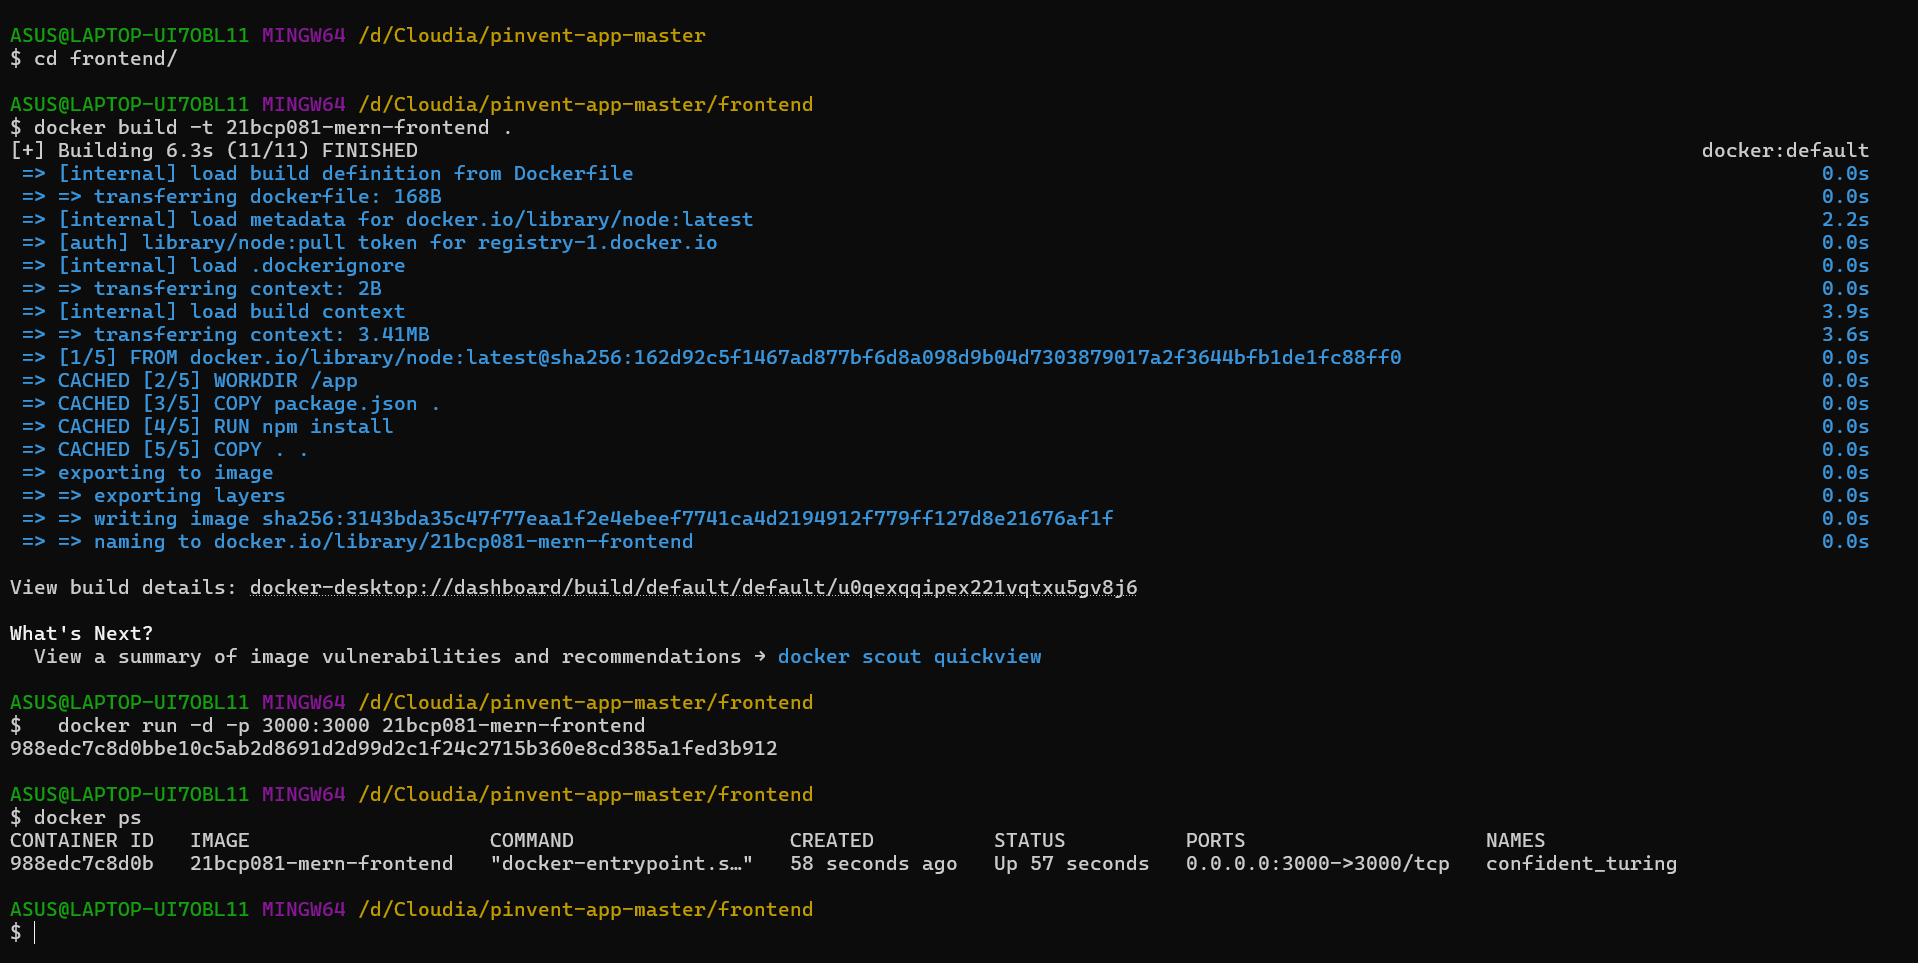 ASUS@LAPTOP-UI7OBL11 MINGW64 /d/Cloudia/pinvent-app-master
$ cd frontend/
ASUS@LAPTOP-UI7OBL11 MINGW64 /d/Cloudia/pinvent-app-master/frontend
$ docker build -t 21bcp081-mern-frontend .
[+] Building 6.3s (11/11) FINISHED docker:default
=> [internal] load build definition from Dockerfile 0.0s
=> => transferring dockerfile: 168B 0.0s
=> [internal] load metadata for docker.io/library/node:latest 2.2s
=> [auth] library/node:pull token for registry-1.docker.io 0.0s
=> [internal] load .dockerignore 0.0s
=> => transferring context: 2B 0.0s
=> [internal] load build context 3.9s
=> => transferring context: 3.41MB 3.6s
=> [1/5] FROM docker.io/library/node:latest@sha256:162d92c5f1467ad877bf6d8a098d9b04d7303879017a2f3644bfb1de1fc88ff0 0.0s
=> CACHED [2/5] WORKDIR /app 0.0s
=> CACHED [3/5] COPY package.json . 0.0s
=> CACHED [4/5] RUN npm install 0.0s
=> CACHED [5/5] COPY . . 0.0s
=> exporting to image 0.0s
=> => exporting layers 0.0s
=> => writing image sha256:3143bda35c47f77eaa1f2e4ebeef7741ca4d2194912f779ff127d8e21676af1f 0.0s
=> => naming to docker.io/library/21bcp081-mern-frontend 0.0s
View build details: docker-desktop://dashboard/build/default/default/u0qexqqipex221vqtxu5gv8j6
What's Next?
View a summary of image vulnerabilities and recommendations → docker scout quickview
ASUS@LAPTOP-UI7OBL11 MINGW64 /d/Cloudia/pinvent-app-master/frontend
$ docker run -d -p 3000:3000 21bcp081-mern-frontend
988edc7c8d0bbe10c5ab2d8691d2d99d2c1f24c2715b360e8cd385a1fed3b912
ASUS@LAPTOP-UI7OBL11 MINGW64 /d/Cloudia/pinvent-app-master/frontend
$ docker ps
CONTAINER ID IMAGE COMMAND CREATED STATUS PORTS NAMES
988edc7c8d0b 21bcp081-mern-frontend "docker-entrypoint.s…" 58 seconds ago Up 57 seconds 0.0.0.0:3000->3000/tcp confident_turing
ASUS@LAPTOP-UI7OBL11 MINGW64 /d/Cloudia/pinvent-app-master/frontend
$